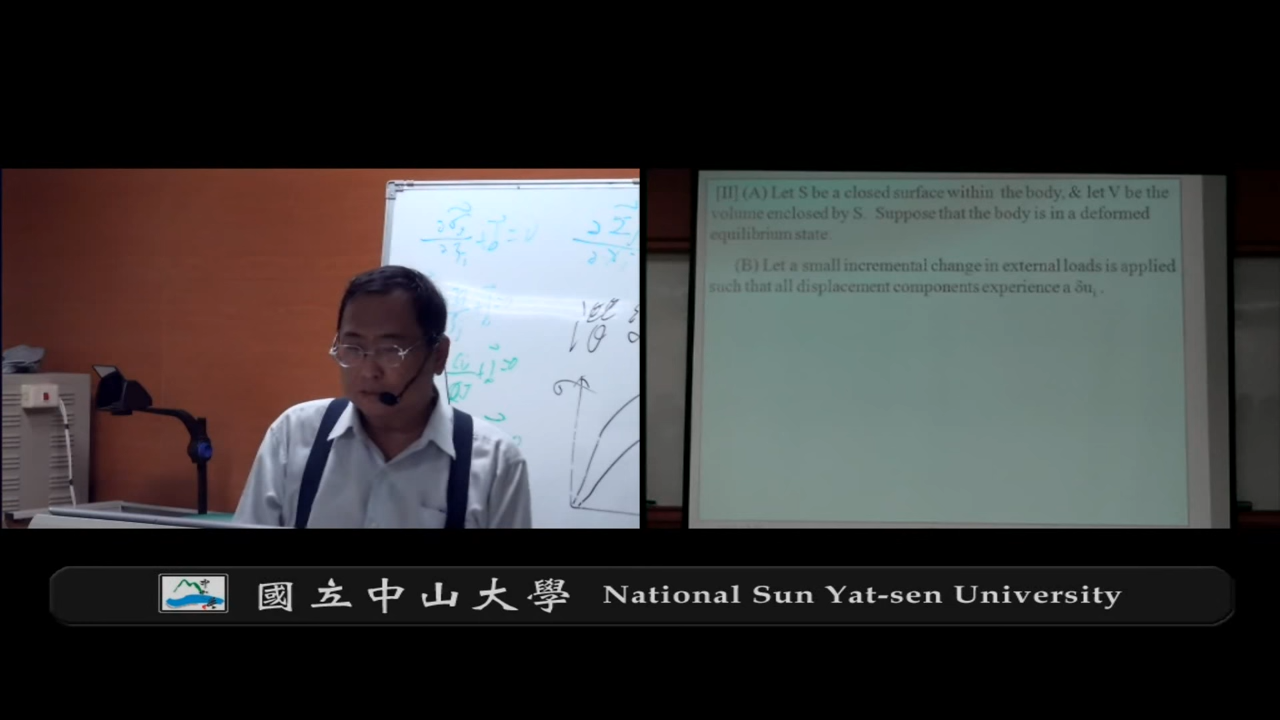 [II] (A) Let S be a closed surface within the body, & let V be the
volume enclosed by S. Suppose that the body is in a deformed
equilibrium state.
(B) Let a small incremental change in external loads is applied
such that all displacement components experience a δuᵢ .
σ
國立中山大學 National Sun Yat-sen University